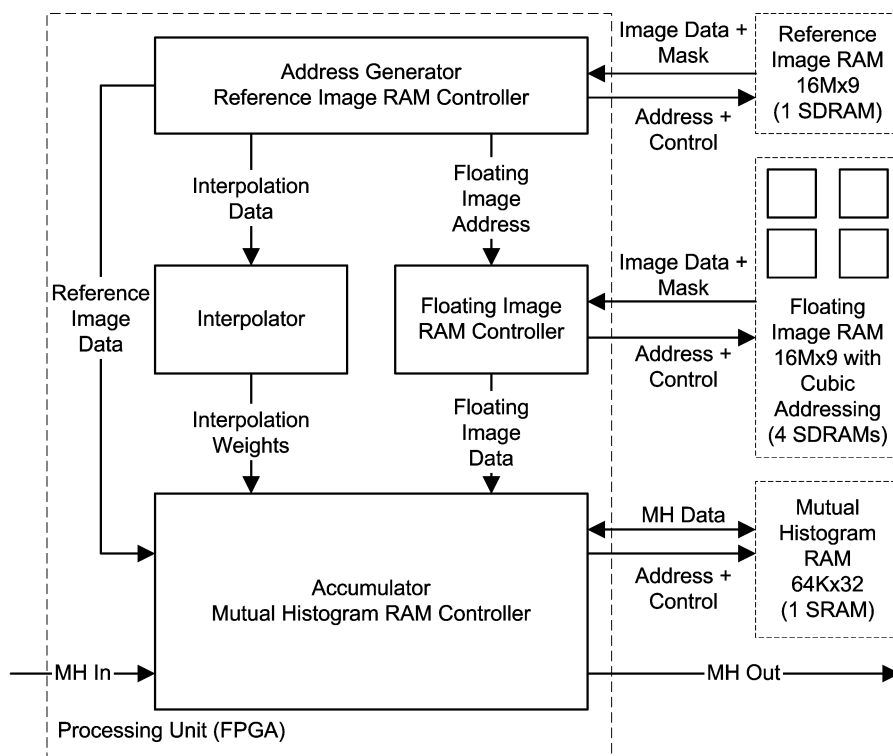 Address Generator
Reference Image RAM Controller
Image Data +
Mask
Address +
Control
Reference
Image RAM
16Mx9
(1 SDRAM)
Interpolation
Data
Floating
Image
Address
Reference
Image
Data
Interpolator
Floating Image
RAM Controller
Image Data +
Mask
Address +
Control
Floating
Image RAM
16Mx9 with
Cubic
Addressing
(4 SDRAMs)
Interpolation
Weights
Floating
Image
Data
Accumulator
Mutual Histogram RAM Controller
MH Data
Address +
Control
Mutual
Histogram
RAM
64Kx32
(1 SRAM)
MH In
MH Out
Processing Unit (FPGA)